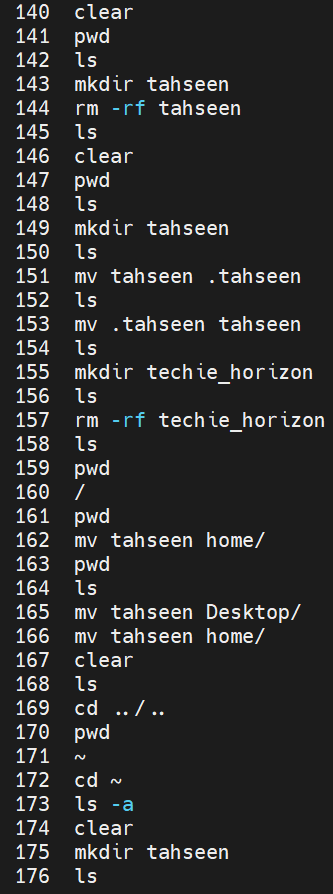 140 clear
141 pwd
142 ls
143 mkdir tahseen
144 rm -rf tahseen
145 ls
146 clear
147 pwd
148 ls
149 mkdir tahseen
150 ls
151 mv tahseen .tahseen
152 ls
153 mv .tahseen tahseen
154 ls
155 mkdir techie_horizon
156 ls
157 rm -rf techie_horizon
158 ls
159 pwd
160 /
161 pwd
162 mv tahseen home/
163 pwd
164 ls
165 mv tahseen Desktop/
166 mv tahseen home/
167 clear
168 ls
169 cd ../..
170 pwd
171 ~
172 cd ~
173 ls -a
174 clear
175 mkdir tahseen
176 ls